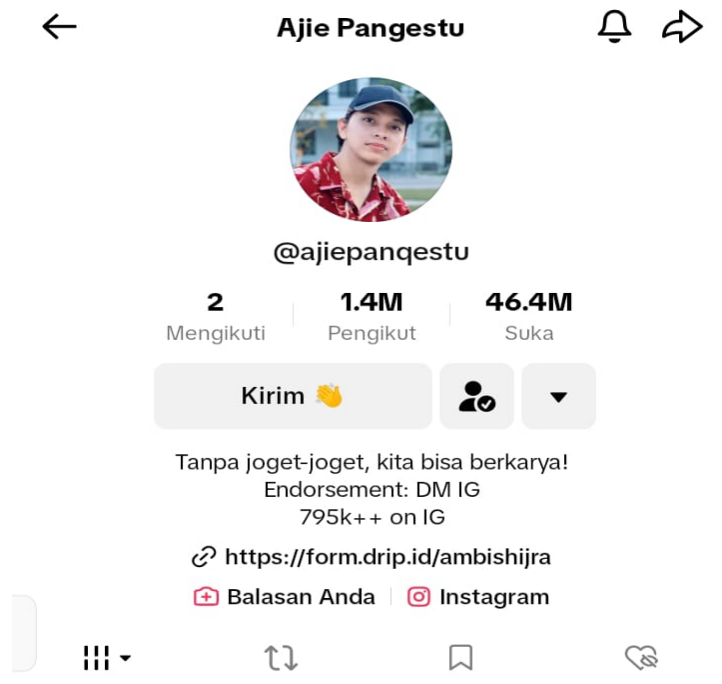 Ajie Pangestu
@ajiepanqestu
2 1.4M 46.4M
Mengikuti Pengikut Suka
Kirim 👋
Tanpa joget-joget, kita bisa berkarya!
Endorsement: DM IG
795k++ on IG
https://form.drip.id/ambishijra
Balasan Anda Instagram